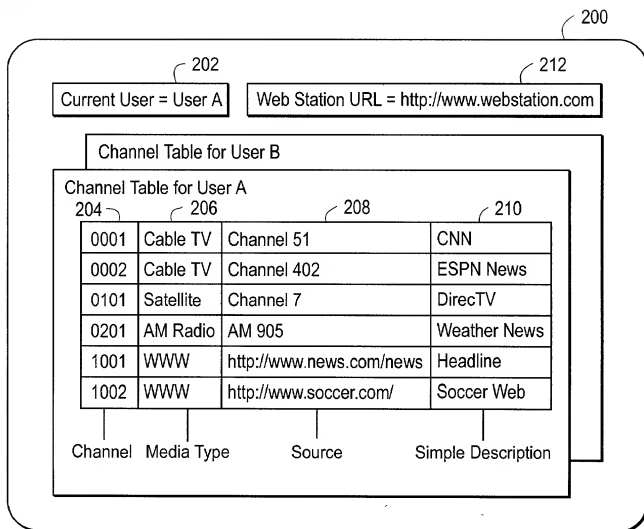 200
202
212
Current User = User A
Web Station URL = http://www.webstation.com
Channel Table for User B
Channel Table for User A
204 206 208 210
0001 Cable TV Channel 51 CNN
0002 Cable TV Channel 402 ESPN News
0101 Satellite Channel 7 DirecTV
0201 AM Radio AM 905 Weather News
1001 WWW http://www.news.com/news Headline
1002 WWW http://www.soccer.com/ Soccer Web
Channel Media Type Source Simple Description